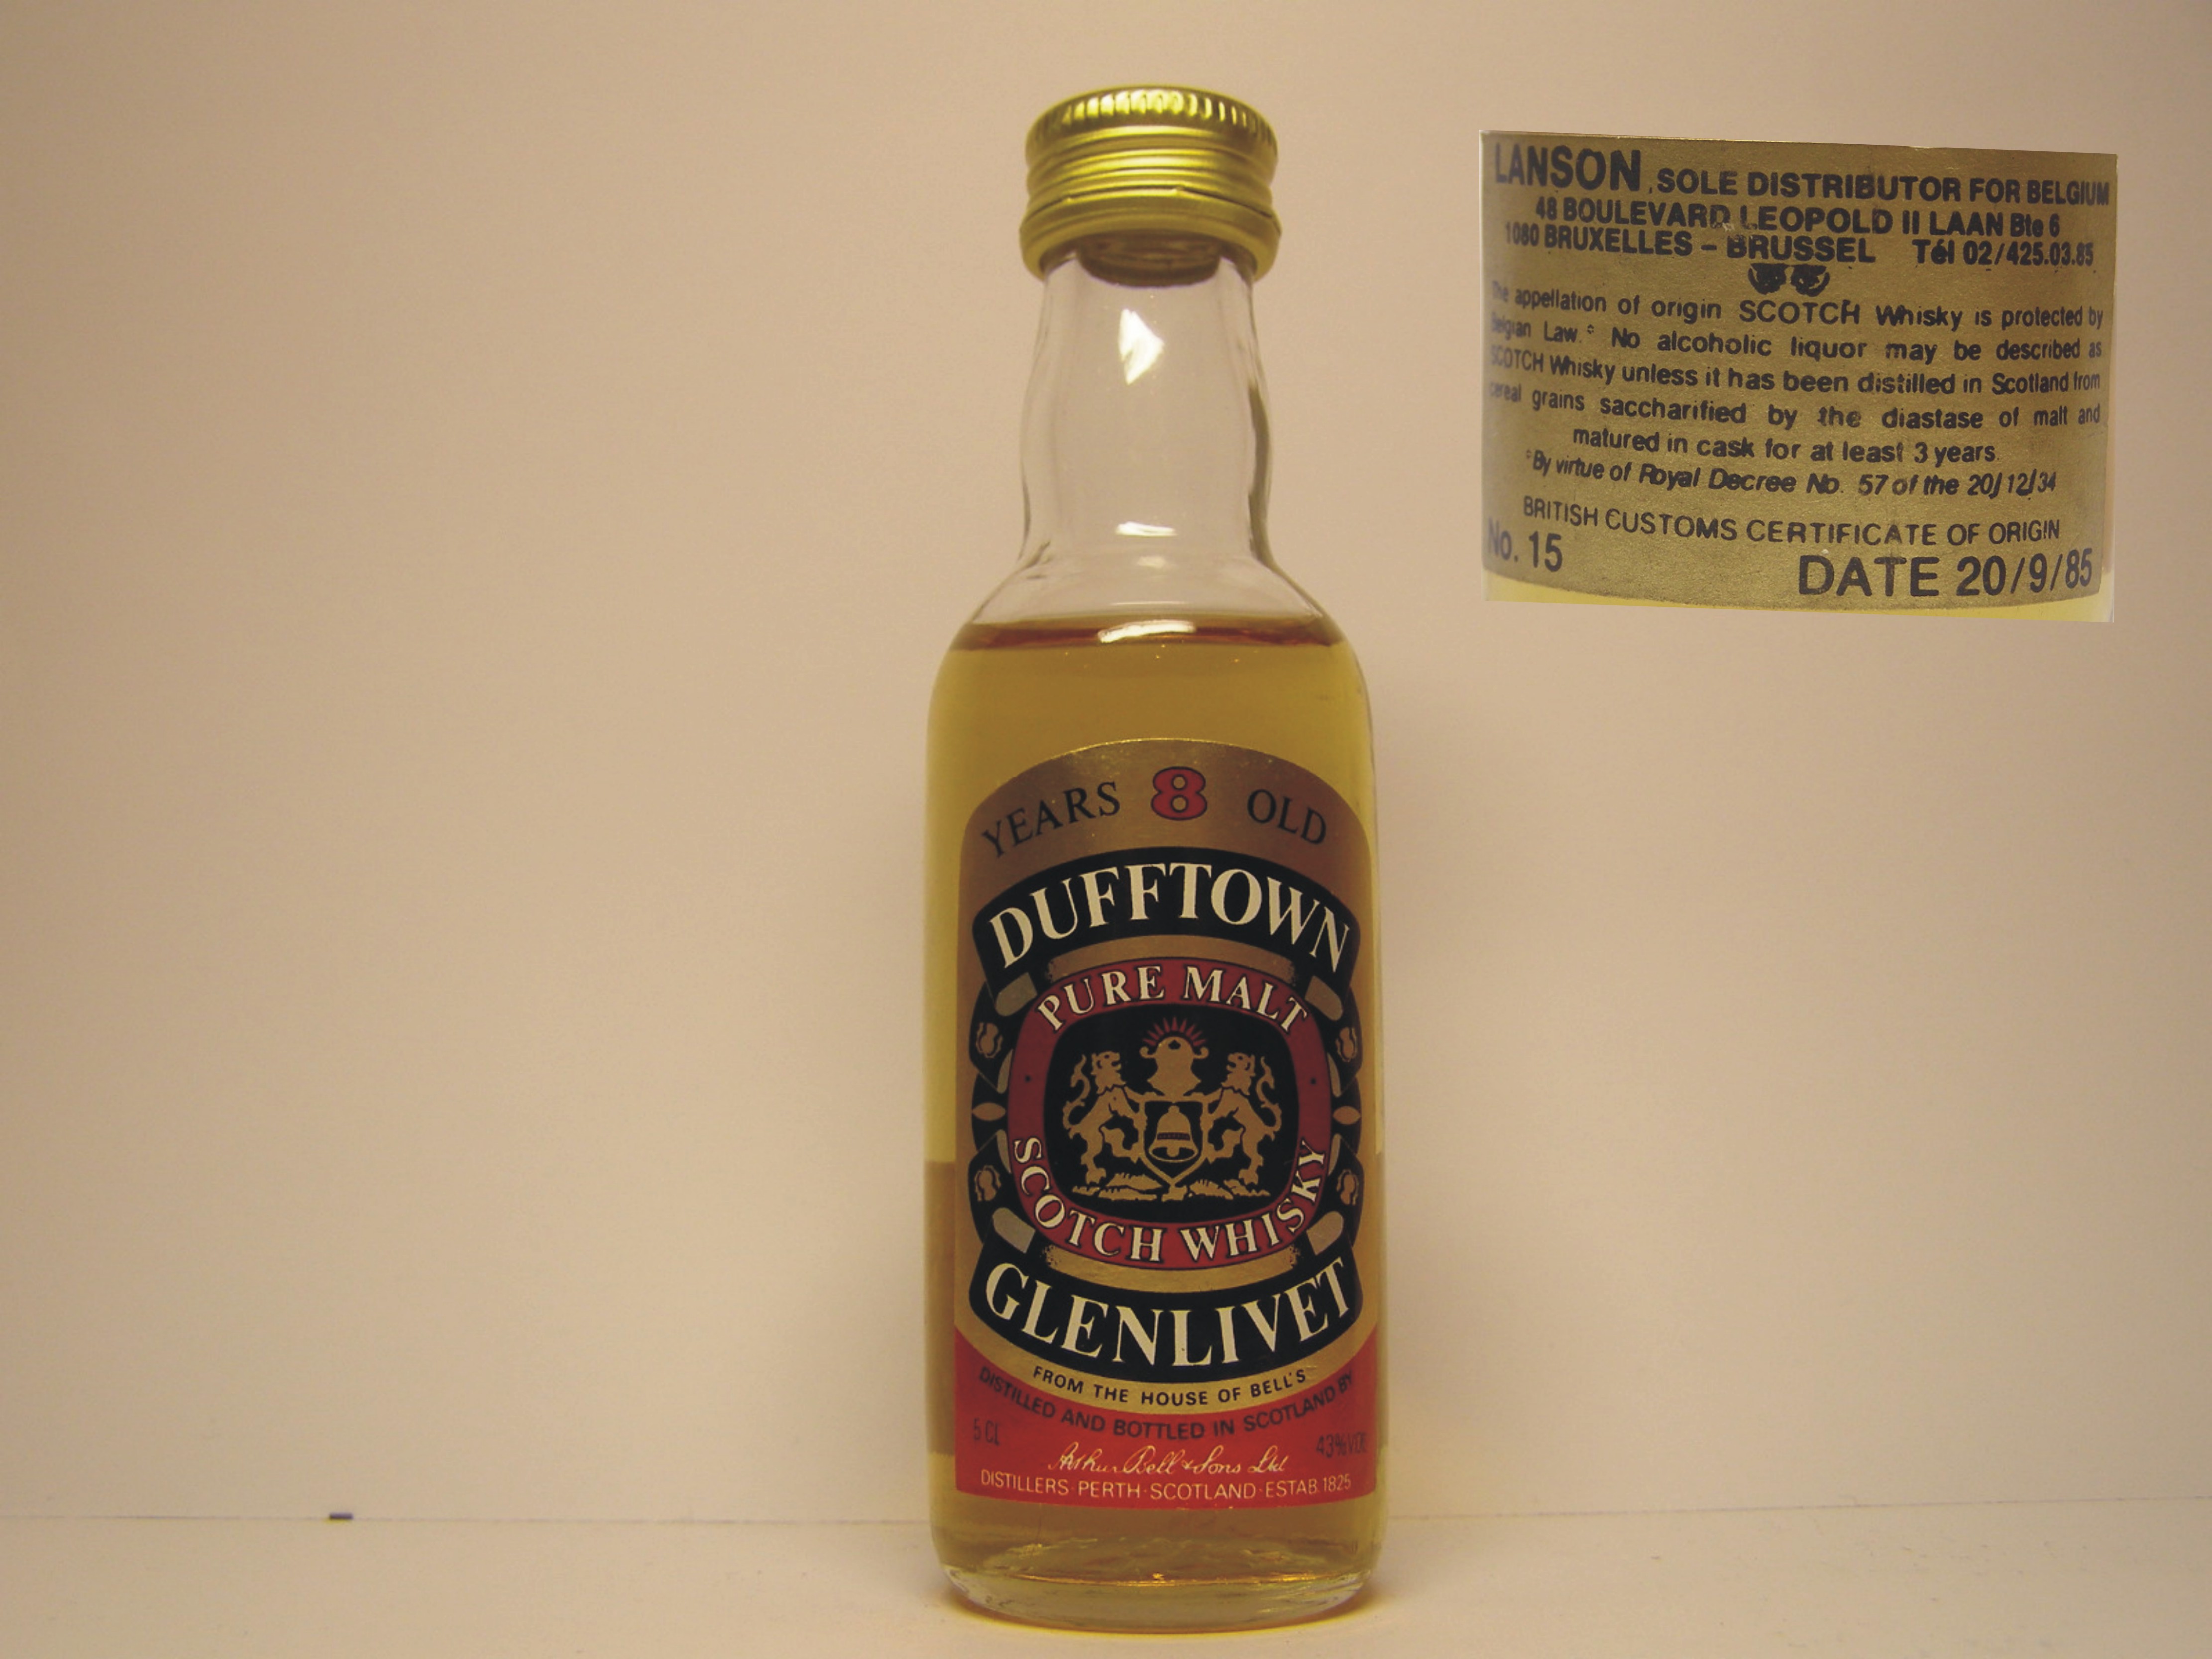 YEARS 8 OLD
DUFFTOWN
PURE MALT
SCOTCH WHISKY
GLENLIVET
FROM THE HOUSE OF BELL'S
DISTILLED AND BOTTLED IN SCOTLAND BY
5 CL
43% VOL
Arthur Bell & Sons Ltd
DISTILLERS · PERTH · SCOTLAND · ESTAB. 1825
LANSON, SOLE DISTRIBUTOR FOR BELGIUM
48 BOULEVARD LEOPOLD II LAAN Bte 6
1080 BRUXELLES – BRUSSEL Tél 02/425.03.85
The appellation of origin SCOTCH Whisky is protected by
Belgian Law.° No alcoholic liquor may be described as
SCOTCH Whisky unless it has been distilled in Scotland from
cereal grains saccharified by the diastase of malt and
matured in cask for at least 3 years.
°By virtue of Royal Decree No. 57 of the 20/12/34
BRITISH CUSTOMS CERTIFICATE OF ORIGIN
No. 15
DATE 20/9/85